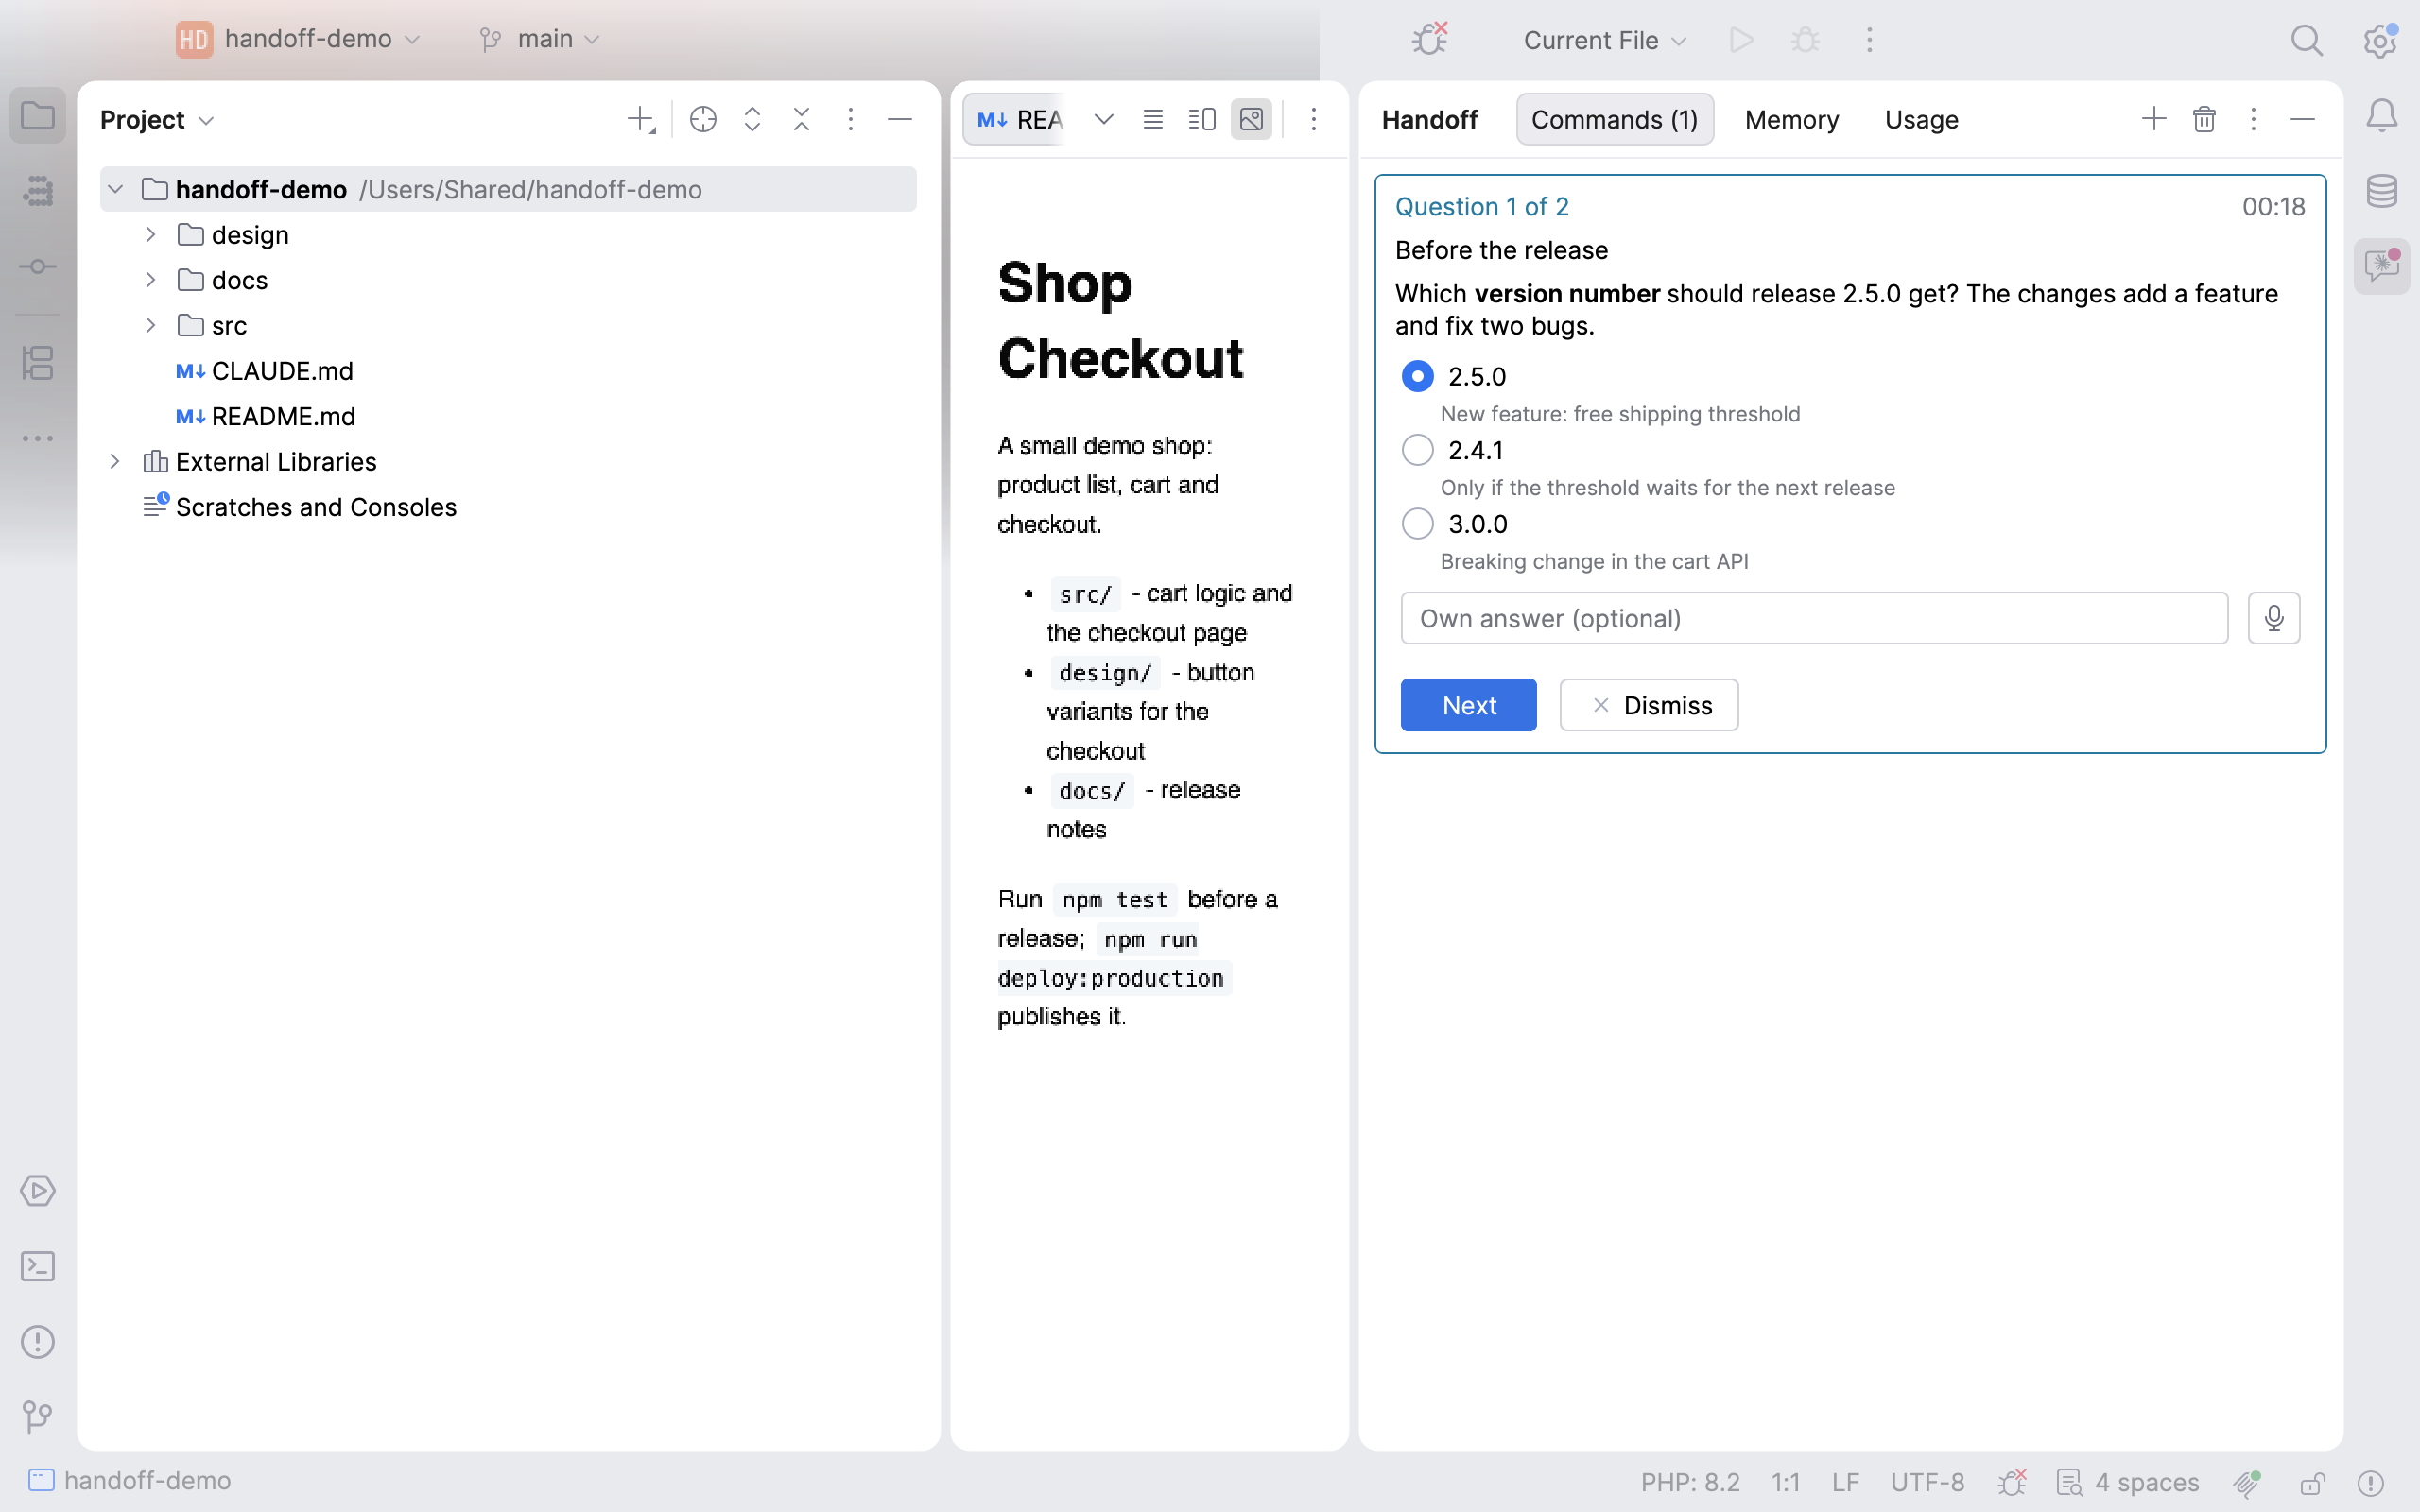 HD handoff-demo main
Current File
Project
handoff-demo /Users/Shared/handoff-demo
design
docs
src
M↓ CLAUDE.md
M↓ README.md
External Libraries
Scratches and Consoles
M↓ REA
Shop
Checkout
A small demo shop:
product list, cart and
checkout.
• src/ - cart logic and
the checkout page
• design/ - button
variants for the
checkout
• docs/ - release
notes
Run npm test before a
release; npm run
deploy:production
publishes it.
Handoff Commands (1) Memory Usage
Question 1 of 2 00:18
Before the release
Which version number should release 2.5.0 get? The changes add a feature
and fix two bugs.
2.5.0
New feature: free shipping threshold
2.4.1
Only if the threshold waits for the next release
3.0.0
Breaking change in the cart API
Own answer (optional)
Next Dismiss
handoff-demo
PHP: 8.2 1:1 LF UTF-8 4 spaces